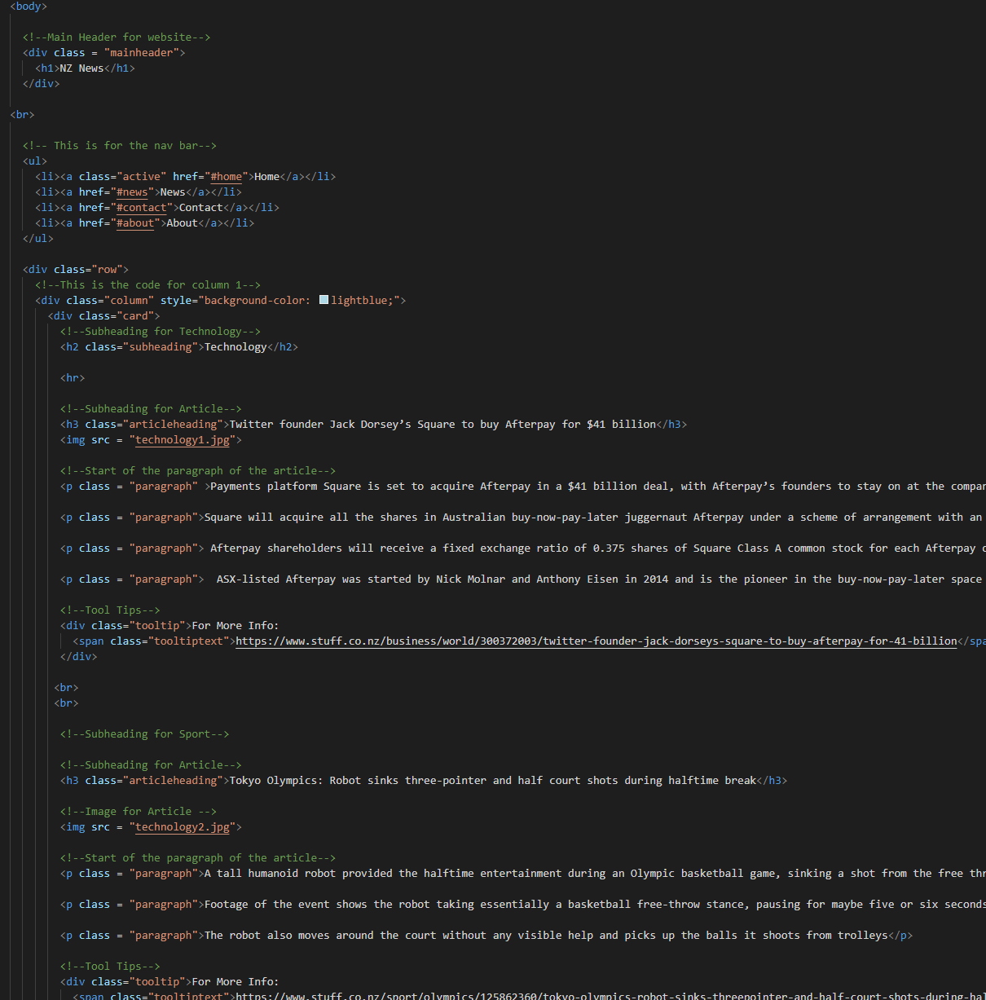 <body>
<!--Main Header for website-->
<div class = "mainheader">
<h1>NZ News</h1>
</div>
<br>
<!-- This is for the nav bar-->
<ul>
<li><a class="active" href="#home">Home</a></li>
<li><a href="#news">News</a></li>
<li><a href="#contact">Contact</a></li>
<li><a href="#about">About</a></li>
</ul>
<div class="row">
<!--This is the code for column 1-->
<div class="column" style="background-color: lightblue;">
<div class="card">
<!--Subheading for Technology-->
<h2 class="subheading">Technology</h2>
<hr>
<!--Subheading for Article-->
<h3 class="articleheading">Twitter founder Jack Dorsey’s Square to buy Afterpay for $41 billion</h3>
<img src = "technology1.jpg">
<!--Start of the paragraph of the article-->
<p class = "paragraph" >Payments platform Square is set to acquire Afterpay in a $41 billion deal, with Afterpay’s founders to stay on at the compan
<p class = "paragraph">Square will acquire all the shares in Australian buy-now-pay-later juggernaut Afterpay under a scheme of arrangement with an
<p class = "paragraph"> Afterpay shareholders will receive a fixed exchange ratio of 0.375 shares of Square Class A common stock for each Afterpay
<p class = "paragraph">  ASX-listed Afterpay was started by Nick Molnar and Anthony Eisen in 2014 and is the pioneer in the buy-now-pay-later space
<!--Tool Tips-->
<div class="tooltip">For More Info:
<span class="tooltiptext">https://www.stuff.co.nz/business/world/300372003/twitter-founder-jack-dorseys-square-to-buy-afterpay-for-41-billion</spa
</div>
<br>
<br>
<!--Subheading for Sport-->
<!--Subheading for Article-->
<h3 class="articleheading">Tokyo Olympics: Robot sinks three-pointer and half court shots during halftime break</h3>
<!--Image for Article -->
<img src = "technology2.jpg">
<!--Start of the paragraph of the article-->
<p class = "paragraph">A tall humanoid robot provided the halftime entertainment during an Olympic basketball game, sinking a shot from the free thr
<p class = "paragraph">Footage of the event shows the robot taking essentially a basketball free-throw stance, pausing for maybe five or six seconds
<p class = "paragraph">The robot also moves around the court without any visible help and picks up the balls it shoots from trolleys</p>
<!--Tool Tips-->
<div class="tooltip">For More Info:
<span class="tooltiptext">https://www.stuff.co.nz/sport/olympics/125862360/tokyo-olympics-robot-sinks-threepointer-and-half-court-shots-during-hal